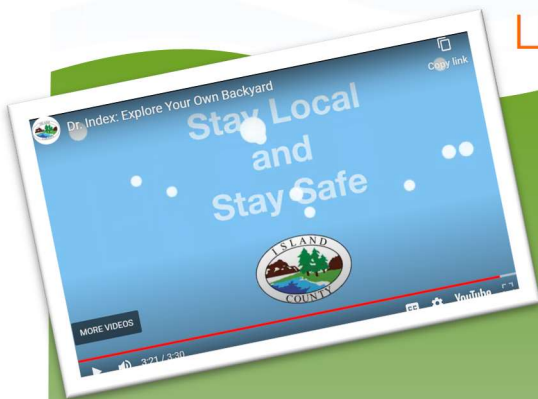 Dr. Index: Explore Your Own Backyard
Copy link
Stay Local
and
Stay Safe
ISLAND
COUNTY
MORE VIDEOS
3:21 / 3:30
YouTube